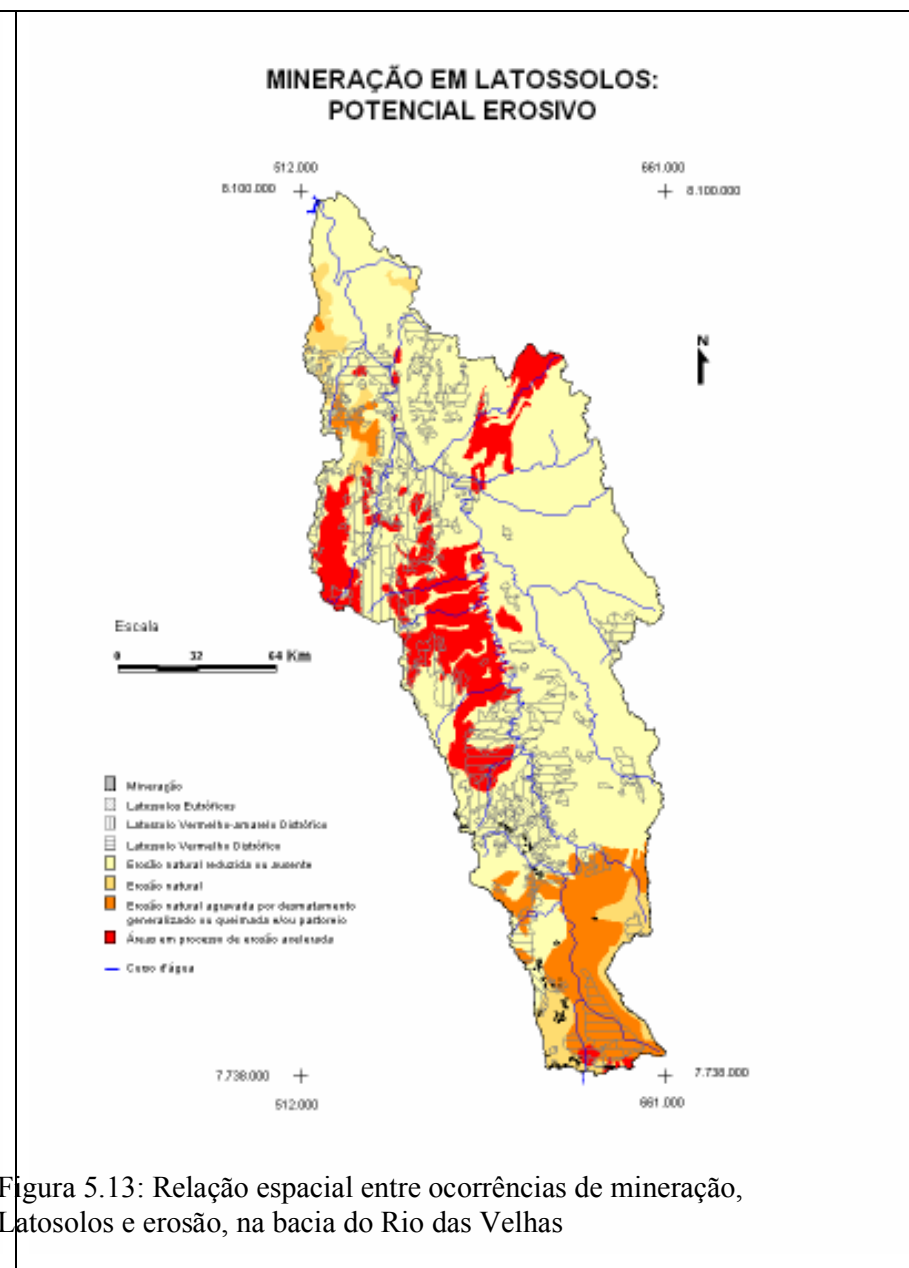 MINERAÇÃO EM LATOSSOLOS:
POTENCIAL EROSIVO
512.000
661.000
8.100.000
8.100.000
N
Escala
0 32 64 Km
Mineração
Latossolos Eutróficos
Latossolo Vermelho-amarelo Distrófico
Latossolo Vermelho Distrófico
Erosão natural reduzida ou ausente
Erosão natural
Erosão natural agravada por desmatamento
generalizado ou queimada e/ou pastoreio
Áreas em processo de erosão acelerada
Curso d'água
7.738.000
7.738.000
512.000
661.000
Figura 5.13: Relação espacial entre ocorrências de mineração,
Latosolos e erosão, na bacia do Rio das Velhas